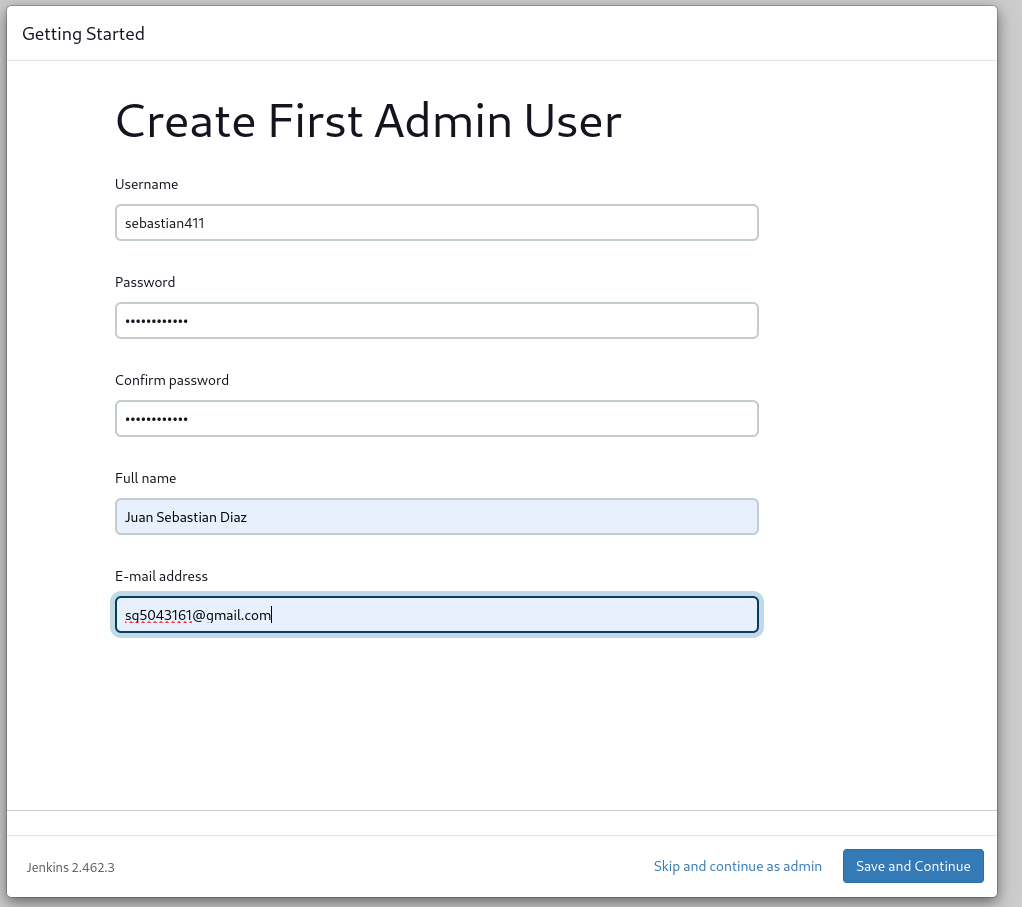 Getting Started
Create First Admin User
Username
sebastian411
Password
••••••••••••
Confirm password
••••••••••••
Full name
Juan Sebastian Diaz
E-mail address
sg5043161@gmail.com
Jenkins 2.462.3
Skip and continue as admin
Save and Continue